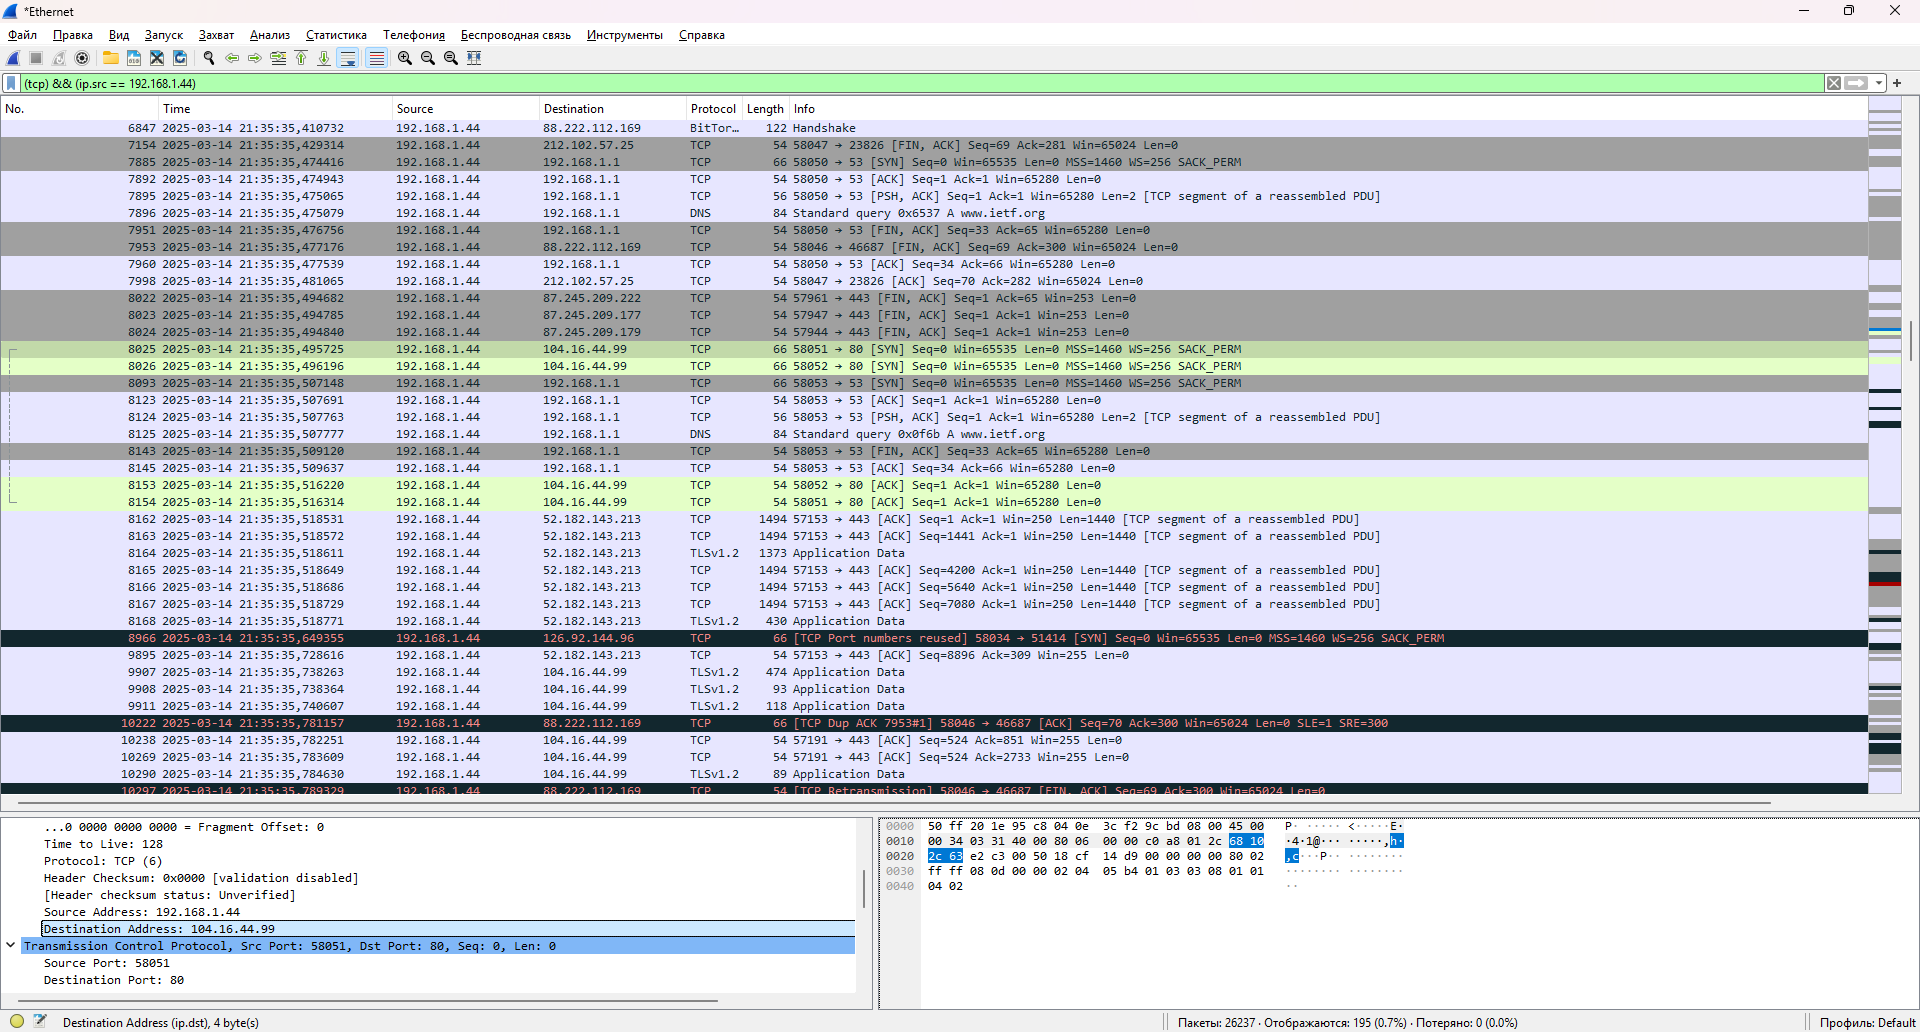 *Ethernet
Файл Правка Вид Запуск Захват Анализ Статистика Телефония Беспроводная связь Инструменты Справка
(tcp) && (ip.src == 192.168.1.44)
No. Time Source Destination Protocol Length Info
6847 2025-03-14 21:35:35,410732 192.168.1.44 88.222.112.169 BitTor… 122 Handshake
7154 2025-03-14 21:35:35,429314 192.168.1.44 212.102.57.25 TCP 54 58047 → 23826 [FIN, ACK] Seq=69 Ack=281 Win=65024 Len=0
7885 2025-03-14 21:35:35,474416 192.168.1.44 192.168.1.1 TCP 66 58050 → 53 [SYN] Seq=0 Win=65535 Len=0 MSS=1460 WS=256 SACK_PERM
7892 2025-03-14 21:35:35,474943 192.168.1.44 192.168.1.1 TCP 54 58050 → 53 [ACK] Seq=1 Ack=1 Win=65280 Len=0
7895 2025-03-14 21:35:35,475065 192.168.1.44 192.168.1.1 TCP 56 58050 → 53 [PSH, ACK] Seq=1 Ack=1 Win=65280 Len=2 [TCP segment of a reassembled PDU]
7896 2025-03-14 21:35:35,475079 192.168.1.44 192.168.1.1 DNS 84 Standard query 0x6537 A www.ietf.org
7951 2025-03-14 21:35:35,476756 192.168.1.44 192.168.1.1 TCP 54 58050 → 53 [FIN, ACK] Seq=33 Ack=65 Win=65280 Len=0
7953 2025-03-14 21:35:35,477176 192.168.1.44 88.222.112.169 TCP 54 58046 → 46687 [FIN, ACK] Seq=69 Ack=300 Win=65024 Len=0
7960 2025-03-14 21:35:35,477539 192.168.1.44 192.168.1.1 TCP 54 58050 → 53 [ACK] Seq=34 Ack=66 Win=65280 Len=0
7998 2025-03-14 21:35:35,481065 192.168.1.44 212.102.57.25 TCP 54 58047 → 23826 [ACK] Seq=70 Ack=282 Win=65024 Len=0
8022 2025-03-14 21:35:35,494682 192.168.1.44 87.245.209.222 TCP 54 57961 → 443 [FIN, ACK] Seq=1 Ack=65 Win=253 Len=0
8023 2025-03-14 21:35:35,494785 192.168.1.44 87.245.209.177 TCP 54 57947 → 443 [FIN, ACK] Seq=1 Ack=1 Win=253 Len=0
8024 2025-03-14 21:35:35,494840 192.168.1.44 87.245.209.179 TCP 54 57944 → 443 [FIN, ACK] Seq=1 Ack=1 Win=253 Len=0
8025 2025-03-14 21:35:35,495725 192.168.1.44 104.16.44.99 TCP 66 58051 → 80 [SYN] Seq=0 Win=65535 Len=0 MSS=1460 WS=256 SACK_PERM
8026 2025-03-14 21:35:35,496196 192.168.1.44 104.16.44.99 TCP 66 58052 → 80 [SYN] Seq=0 Win=65535 Len=0 MSS=1460 WS=256 SACK_PERM
8093 2025-03-14 21:35:35,507148 192.168.1.44 192.168.1.1 TCP 66 58053 → 53 [SYN] Seq=0 Win=65535 Len=0 MSS=1460 WS=256 SACK_PERM
8123 2025-03-14 21:35:35,507691 192.168.1.44 192.168.1.1 TCP 54 58053 → 53 [ACK] Seq=1 Ack=1 Win=65280 Len=0
8124 2025-03-14 21:35:35,507763 192.168.1.44 192.168.1.1 TCP 56 58053 → 53 [PSH, ACK] Seq=1 Ack=1 Win=65280 Len=2 [TCP segment of a reassembled PDU]
8125 2025-03-14 21:35:35,507777 192.168.1.44 192.168.1.1 DNS 84 Standard query 0x0f6b A www.ietf.org
8143 2025-03-14 21:35:35,509120 192.168.1.44 192.168.1.1 TCP 54 58053 → 53 [FIN, ACK] Seq=33 Ack=65 Win=65280 Len=0
8145 2025-03-14 21:35:35,509637 192.168.1.44 192.168.1.1 TCP 54 58053 → 53 [ACK] Seq=34 Ack=66 Win=65280 Len=0
8153 2025-03-14 21:35:35,516220 192.168.1.44 104.16.44.99 TCP 54 58052 → 80 [ACK] Seq=1 Ack=1 Win=65280 Len=0
8154 2025-03-14 21:35:35,516314 192.168.1.44 104.16.44.99 TCP 54 58051 → 80 [ACK] Seq=1 Ack=1 Win=65280 Len=0
8162 2025-03-14 21:35:35,518531 192.168.1.44 52.182.143.213 TCP 1494 57153 → 443 [ACK] Seq=1 Ack=1 Win=250 Len=1440 [TCP segment of a reassembled PDU]
8163 2025-03-14 21:35:35,518572 192.168.1.44 52.182.143.213 TCP 1494 57153 → 443 [ACK] Seq=1441 Ack=1 Win=250 Len=1440 [TCP segment of a reassembled PDU]
8164 2025-03-14 21:35:35,518611 192.168.1.44 52.182.143.213 TLSv1.2 1373 Application Data
8165 2025-03-14 21:35:35,518649 192.168.1.44 52.182.143.213 TCP 1494 57153 → 443 [ACK] Seq=4200 Ack=1 Win=250 Len=1440 [TCP segment of a reassembled PDU]
8166 2025-03-14 21:35:35,518686 192.168.1.44 52.182.143.213 TCP 1494 57153 → 443 [ACK] Seq=5640 Ack=1 Win=250 Len=1440 [TCP segment of a reassembled PDU]
8167 2025-03-14 21:35:35,518729 192.168.1.44 52.182.143.213 TCP 1494 57153 → 443 [ACK] Seq=7080 Ack=1 Win=250 Len=1440 [TCP segment of a reassembled PDU]
8168 2025-03-14 21:35:35,518771 192.168.1.44 52.182.143.213 TLSv1.2 430 Application Data
8966 2025-03-14 21:35:35,649355 192.168.1.44 126.92.144.96 TCP 66 [TCP Port numbers reused] 58034 → 51414 [SYN] Seq=0 Win=65535 Len=0 MSS=1460 WS=256 SACK_PERM
9895 2025-03-14 21:35:35,728616 192.168.1.44 52.182.143.213 TCP 54 57153 → 443 [ACK] Seq=8896 Ack=309 Win=255 Len=0
9907 2025-03-14 21:35:35,738263 192.168.1.44 104.16.44.99 TLSv1.2 474 Application Data
9908 2025-03-14 21:35:35,738364 192.168.1.44 104.16.44.99 TLSv1.2 93 Application Data
9911 2025-03-14 21:35:35,740607 192.168.1.44 104.16.44.99 TLSv1.2 118 Application Data
10222 2025-03-14 21:35:35,781157 192.168.1.44 88.222.112.169 TCP 66 [TCP Dup ACK 7953#1] 58046 → 46687 [ACK] Seq=70 Ack=300 Win=65024 Len=0 SLE=1 SRE=300
10238 2025-03-14 21:35:35,782251 192.168.1.44 104.16.44.99 TCP 54 57191 → 443 [ACK] Seq=524 Ack=851 Win=255 Len=0
10269 2025-03-14 21:35:35,783609 192.168.1.44 104.16.44.99 TCP 54 57191 → 443 [ACK] Seq=524 Ack=2733 Win=255 Len=0
10290 2025-03-14 21:35:35,784630 192.168.1.44 104.16.44.99 TLSv1.2 89 Application Data
10297 2025-03-14 21:35:35,789329 192.168.1.44 88.222.112.169 TCP 54 [TCP Retransmission] 58046 → 46687 [FIN, ACK] Seq=69 Ack=300 Win=65024 Len=0
...0 0000 0000 0000 = Fragment Offset: 0
Time to Live: 128
Protocol: TCP (6)
Header Checksum: 0x0000 [validation disabled]
[Header checksum status: Unverified]
Source Address: 192.168.1.44
Destination Address: 104.16.44.99
Transmission Control Protocol, Src Port: 58051, Dst Port: 80, Seq: 0, Len: 0
Source Port: 58051
Destination Port: 80
0000 50 ff 20 1e 95 c8 04 0e 3c f2 9c bd 08 00 45 00 P· ····· <·····E·
0010 00 34 03 31 40 00 80 06 00 00 c0 a8 01 2c 68 10 ·4·1@··· ·····,h·
0020 2c 63 e2 c3 00 50 18 cf 14 d9 00 00 00 00 80 02 ,c···P·· ········
0030 ff ff 08 0d 00 00 02 04 05 b4 01 03 03 08 01 01 ········ ········
0040 04 02 ··
Destination Address (ip.dst), 4 byte(s)
Пакеты: 26237 · Отображаются: 195 (0.7%) · Потеряно: 0 (0.0%)
Профиль: Default